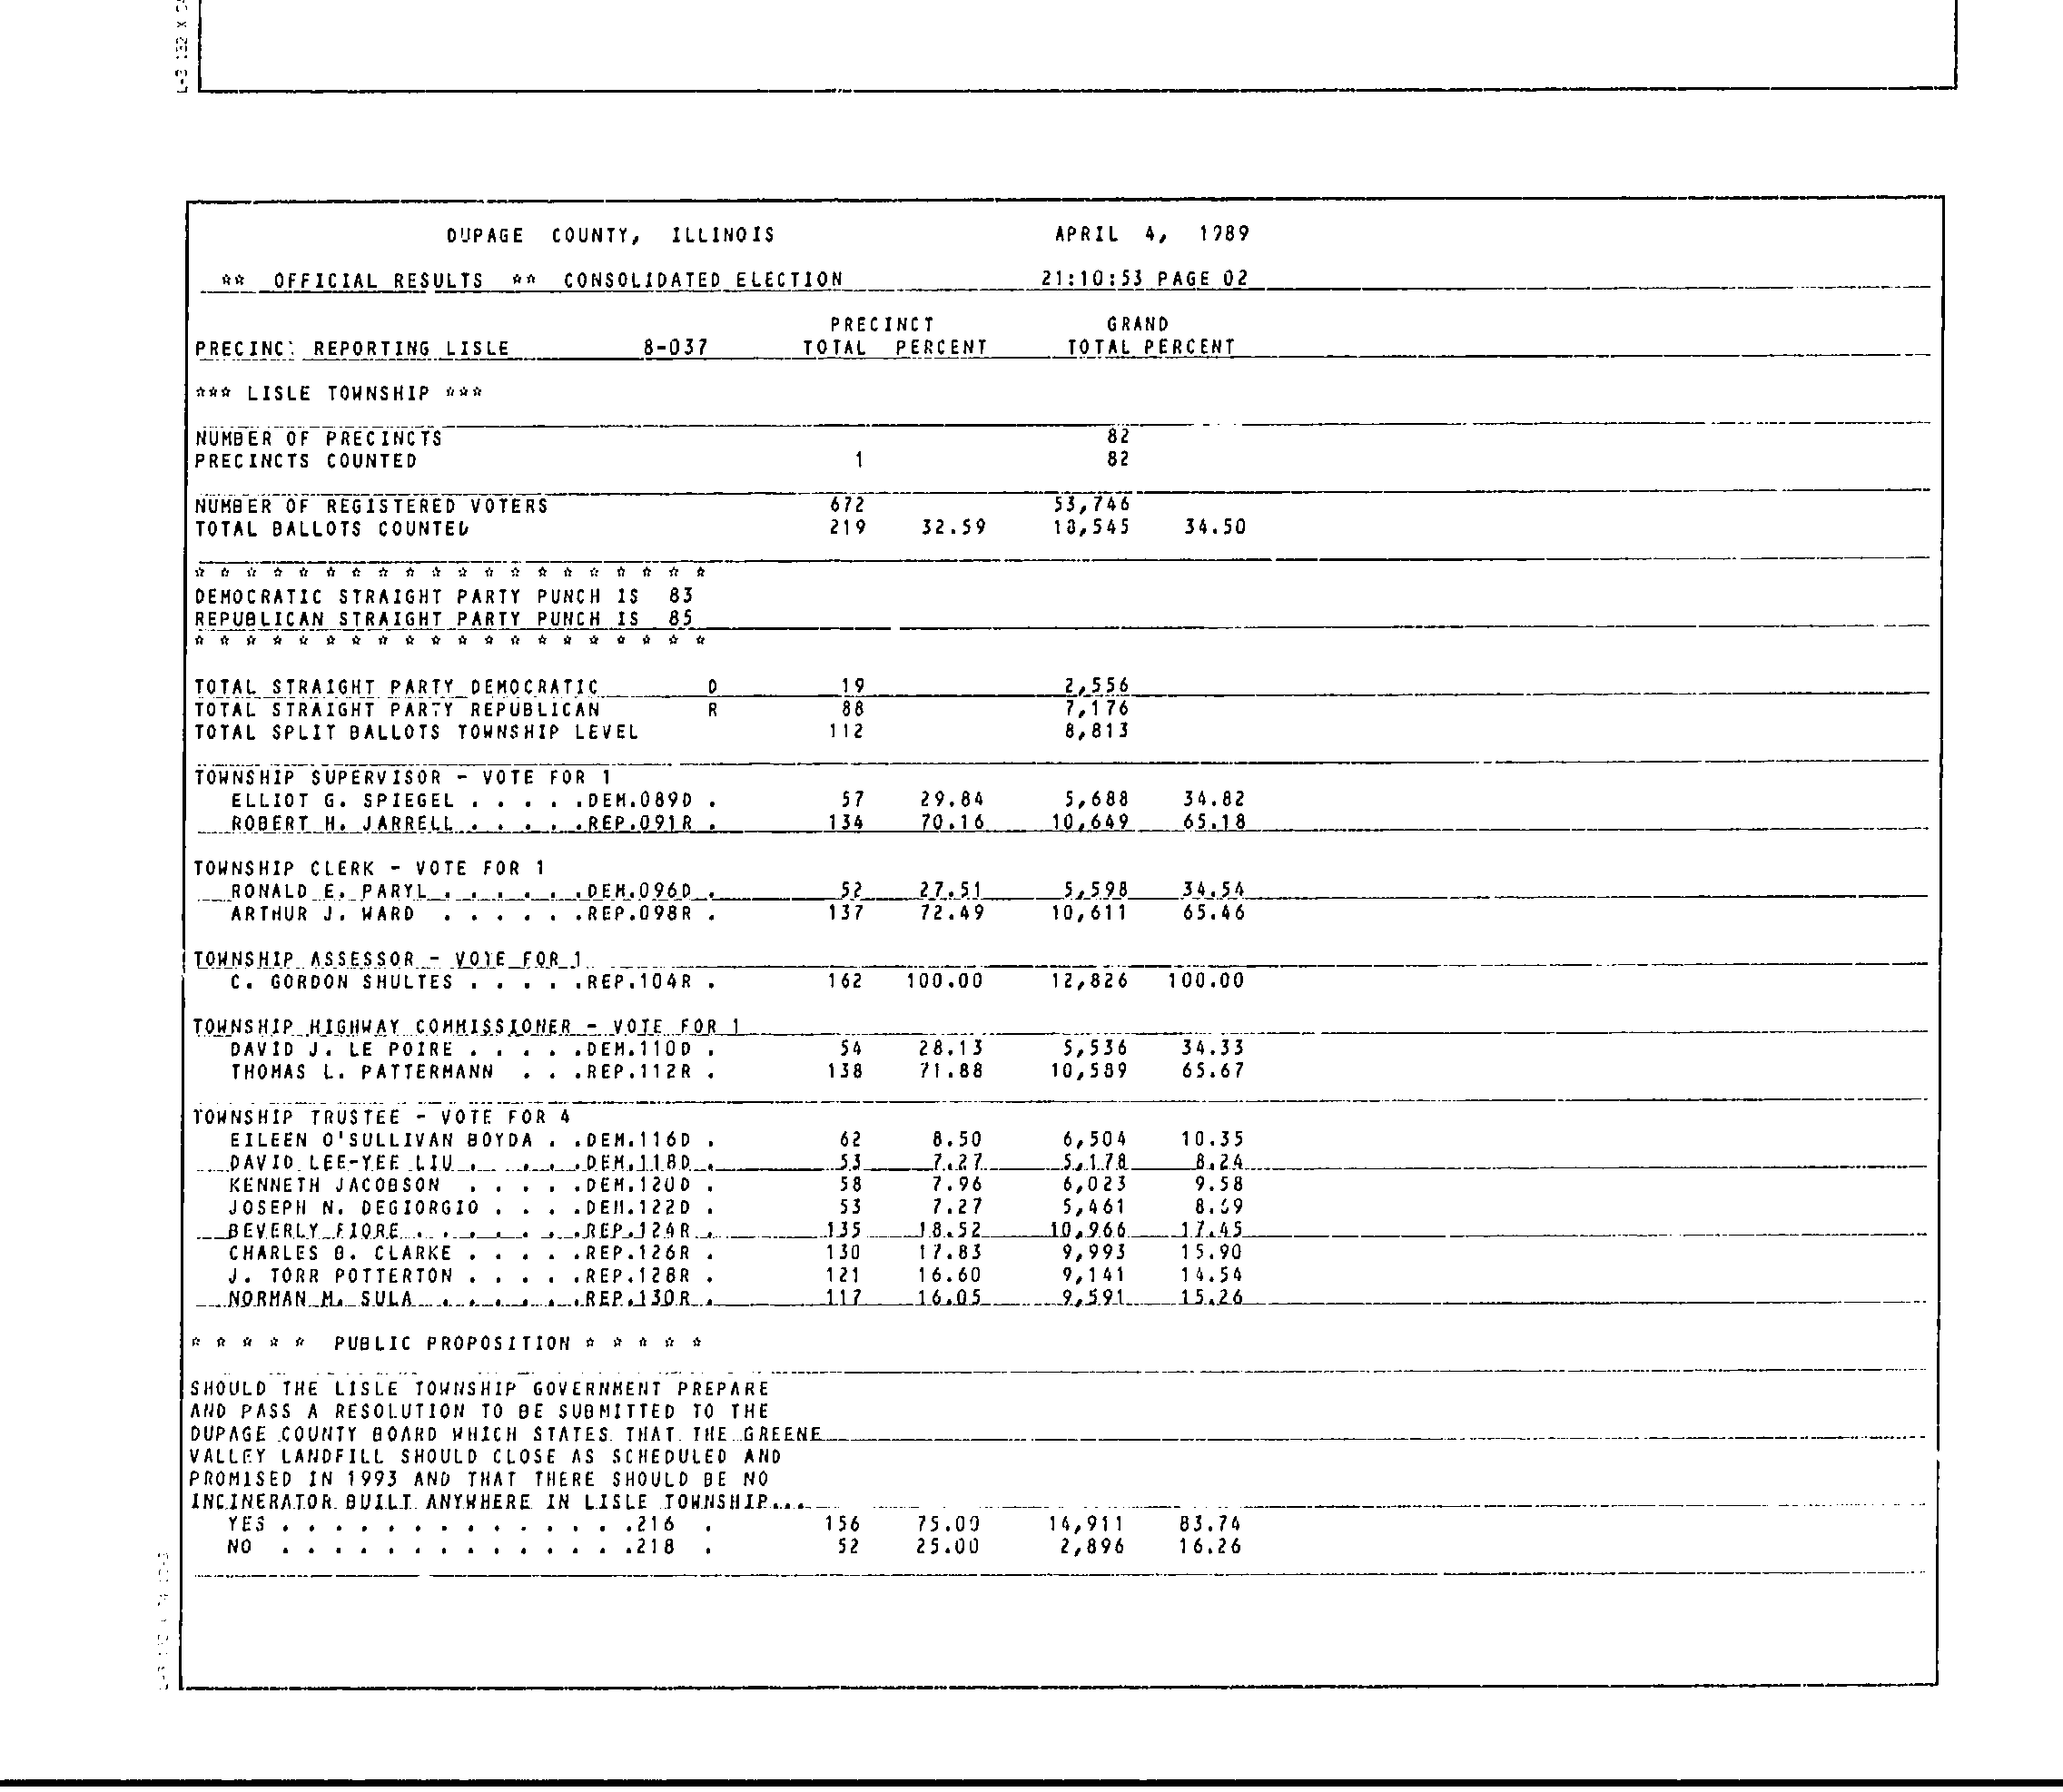 DUPAGE COUNTY, ILLINOIS APRIL 4, 1989
** OFFICIAL RESULTS ** CONSOLIDATED ELECTION 21:10:53 PAGE 02
PRECINCT GRAND
PRECINCT REPORTING LISLE 8-037 TOTAL PERCENT TOTAL PERCENT
*** LISLE TOWNSHIP ***
NUMBER OF PRECINCTS 82
PRECINCTS COUNTED 1 82
NUMBER OF REGISTERED VOTERS 672 53,746
TOTAL BALLOTS COUNTED 219 32.59 18,545 34.50
* * * * * * * * * * * * * * * * * * * *
DEMOCRATIC STRAIGHT PARTY PUNCH IS 83
REPUBLICAN STRAIGHT PARTY PUNCH IS 85
* * * * * * * * * * * * * * * * * * * *
TOTAL STRAIGHT PARTY DEMOCRATIC D 19 2,556
TOTAL STRAIGHT PARTY REPUBLICAN R 88 7,176
TOTAL SPLIT BALLOTS TOWNSHIP LEVEL 112 8,813
TOWNSHIP SUPERVISOR - VOTE FOR 1
ELLIOT G. SPIEGEL . . . . .DEM.089D . 57 29.84 5,688 34.82
ROBERT H. JARRELL . . . . .REP.091R . 134 70.16 10,649 65.18
TOWNSHIP CLERK - VOTE FOR 1
RONALD E. PARYL . . . . . .DEM.096D . 52 27.51 5,598 34.54
ARTHUR J. WARD . . . . . .REP.098R . 137 72.49 10,611 65.46
TOWNSHIP ASSESSOR - VOTE FOR 1
C. GORDON SHULTES . . . . .REP.104R . 162 100.00 12,826 100.00
TOWNSHIP HIGHWAY COMMISSIONER - VOTE FOR 1
DAVID J. LE POIRE . . . . .DEM.110D . 54 28.13 5,536 34.33
THOMAS L. PATTERMANN . . .REP.112R . 138 71.88 10,589 65.67
TOWNSHIP TRUSTEE - VOTE FOR 4
EILEEN O'SULLIVAN BOYDA . .DEM.116D . 62 8.50 6,504 10.35
DAVID LEE-YEE LIU . . . . .DEM.118D . 53 7.27 5,178 8.24
KENNETH JACOBSON . . . . .DEM.120D . 58 7.96 6,023 9.58
JOSEPH N. DEGIORGIO . . . .DEM.122D . 53 7.27 5,461 8.69
BEVERLY FIORE . . . . . . .REP.124R . 135 18.52 10,966 17.45
CHARLES B. CLARKE . . . . .REP.126R . 130 17.83 9,993 15.90
J. TORR POTTERTON . . . . .REP.128R . 121 16.60 9,141 14.54
NORMAN M. SULA . . . . . .REP.130R . 117 16.05 9,591 15.26
* * * * * PUBLIC PROPOSITION * * * * *
SHOULD THE LISLE TOWNSHIP GOVERNMENT PREPARE
AND PASS A RESOLUTION TO BE SUBMITTED TO THE
DUPAGE COUNTY BOARD WHICH STATES THAT THE GREENE
VALLEY LANDFILL SHOULD CLOSE AS SCHEDULED AND
PROMISED IN 1993 AND THAT THERE SHOULD BE NO
INCINERATOR BUILT ANYWHERE IN LISLE TOWNSHIP...
YES . . . . . . . . . . . . . .216 . 156 75.00 14,911 83.74
NO . . . . . . . . . . . . . .218 . 52 25.00 2,896 16.26